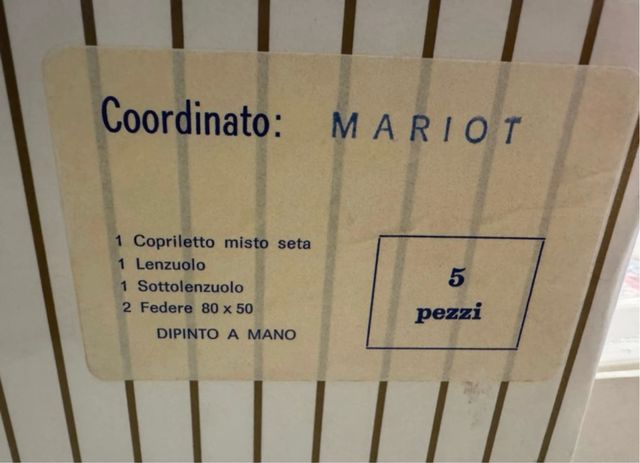 Coordinato: MARIOT
1 Copriletto misto seta
1 Lenzuolo
1 Sottolenzuolo
2 Federe 80 x 50
DIPINTO A MANO
5
pezzi